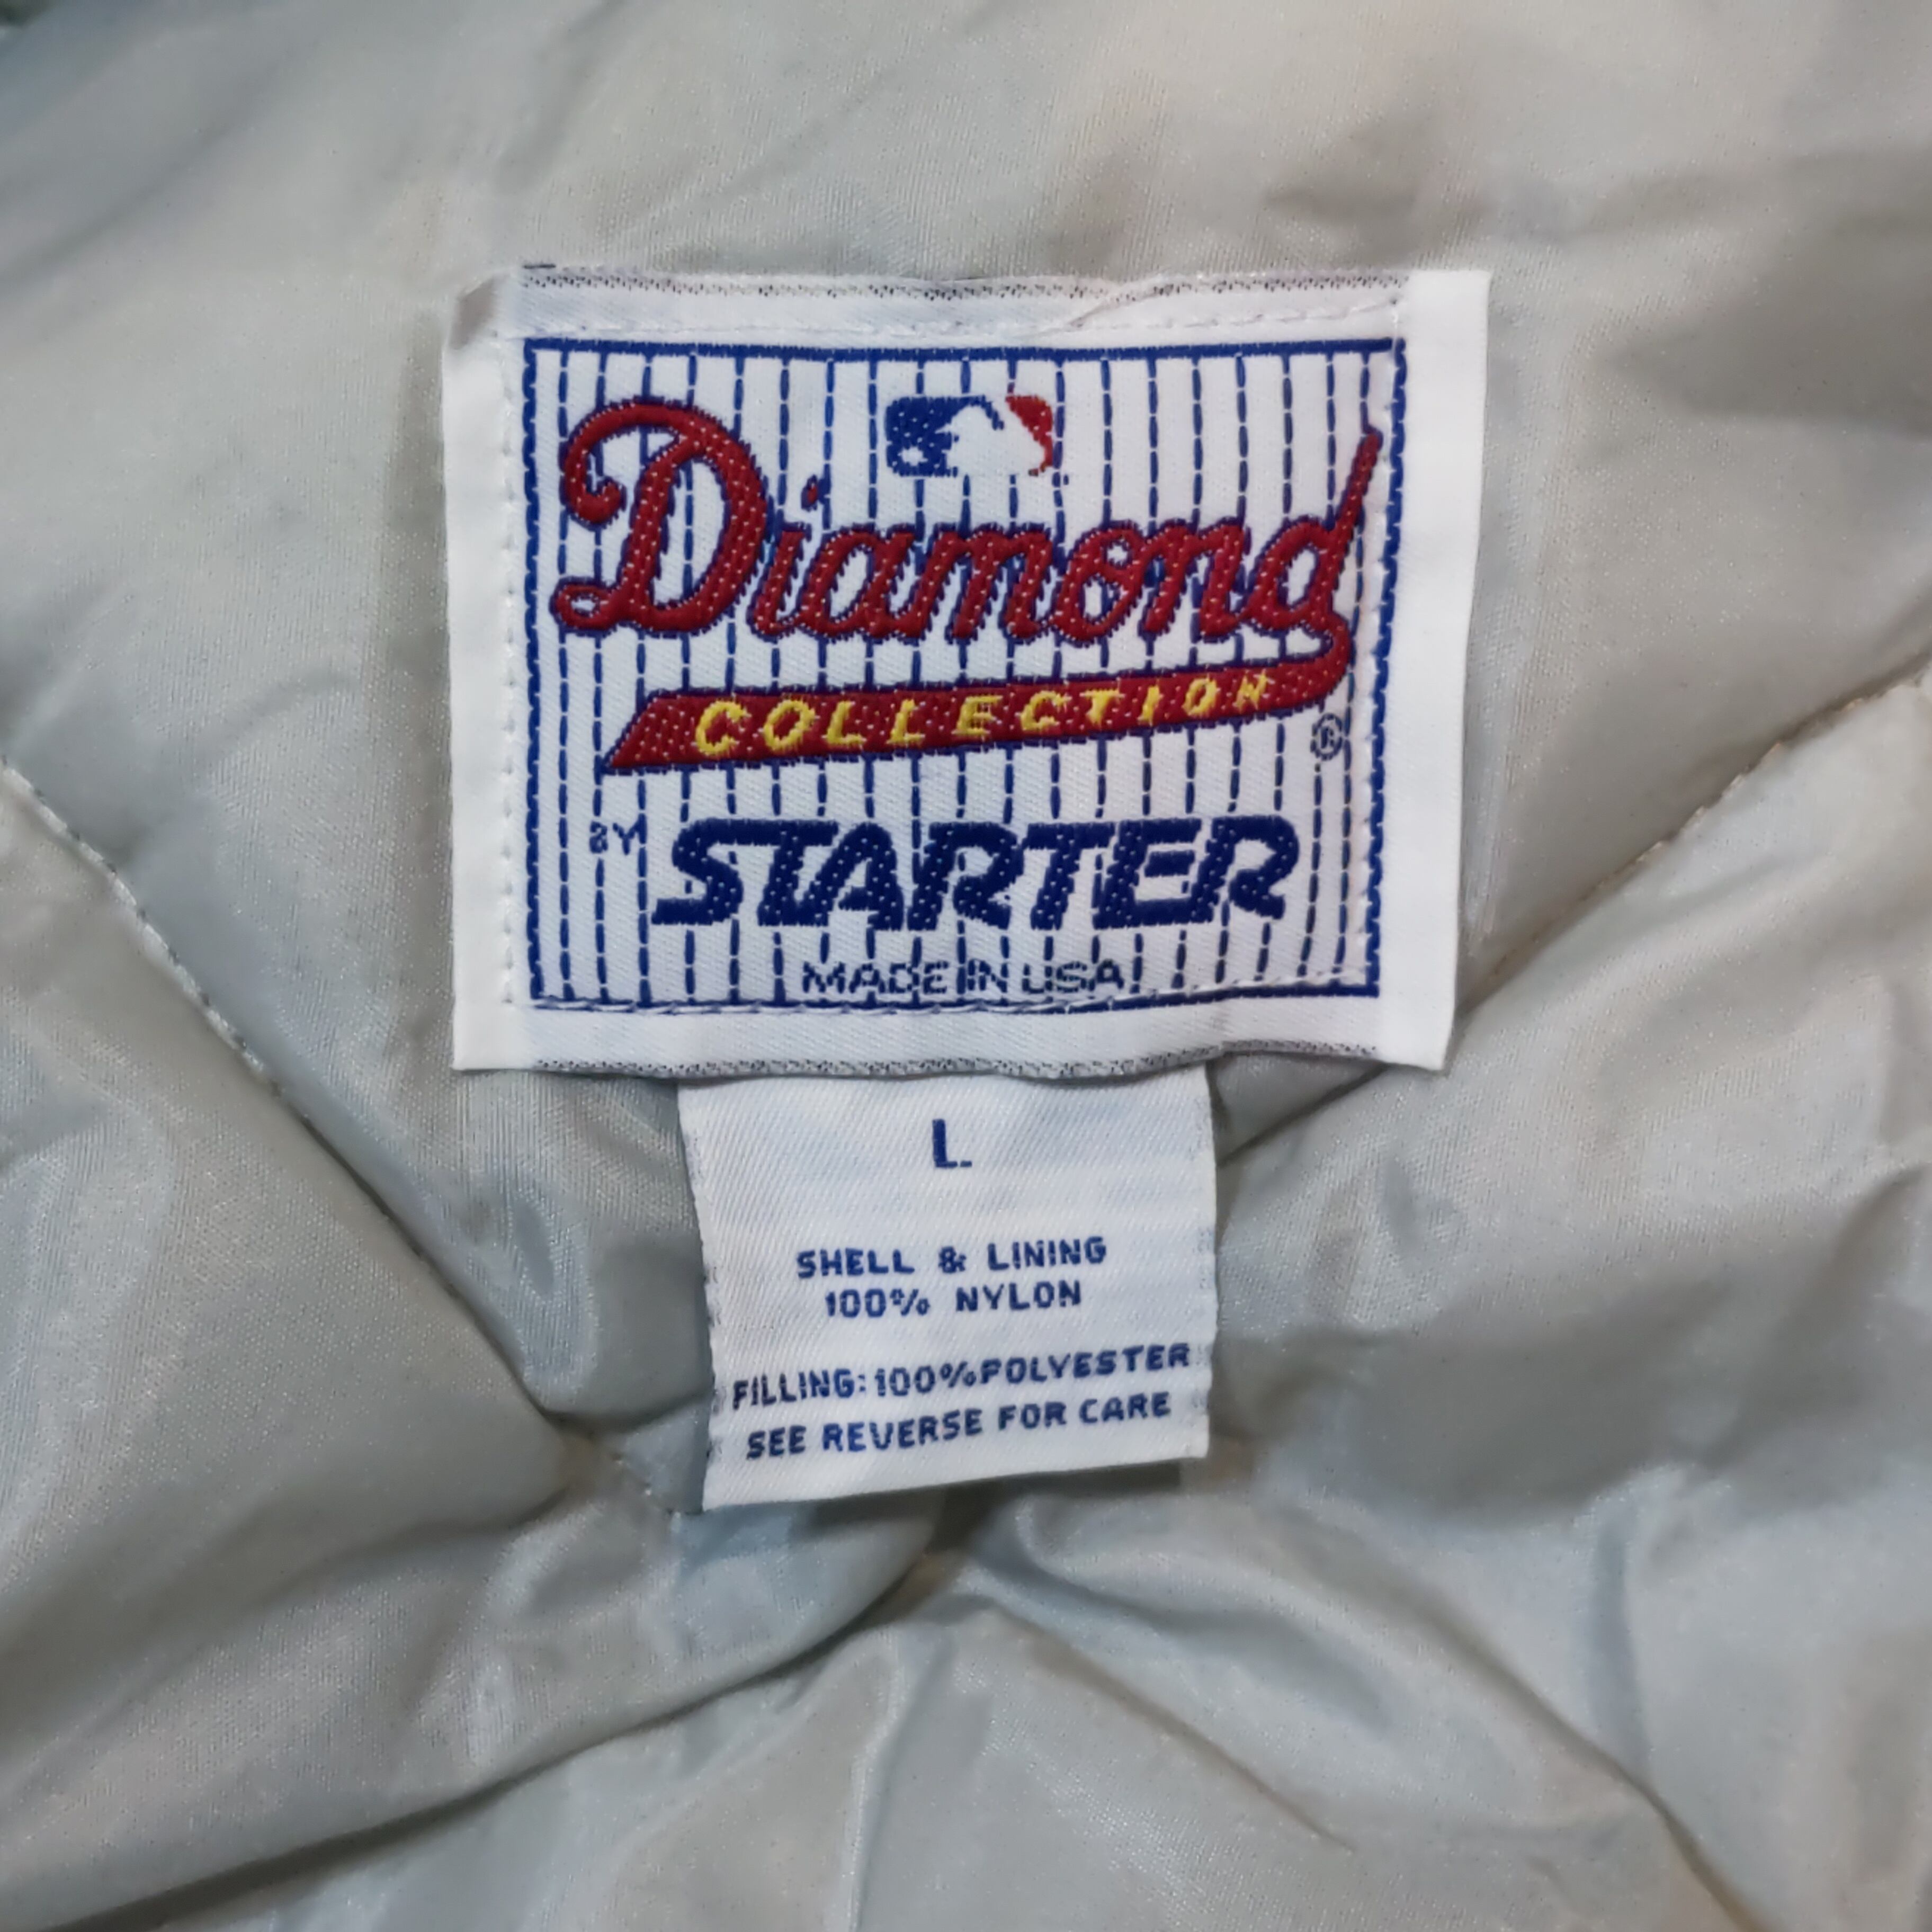 Diamond
COLLECTION
®
BY STARTER
MADE IN USA
L
SHELL & LINING
100% NYLON
FILLING: 100% POLYESTER
SEE REVERSE FOR CARE